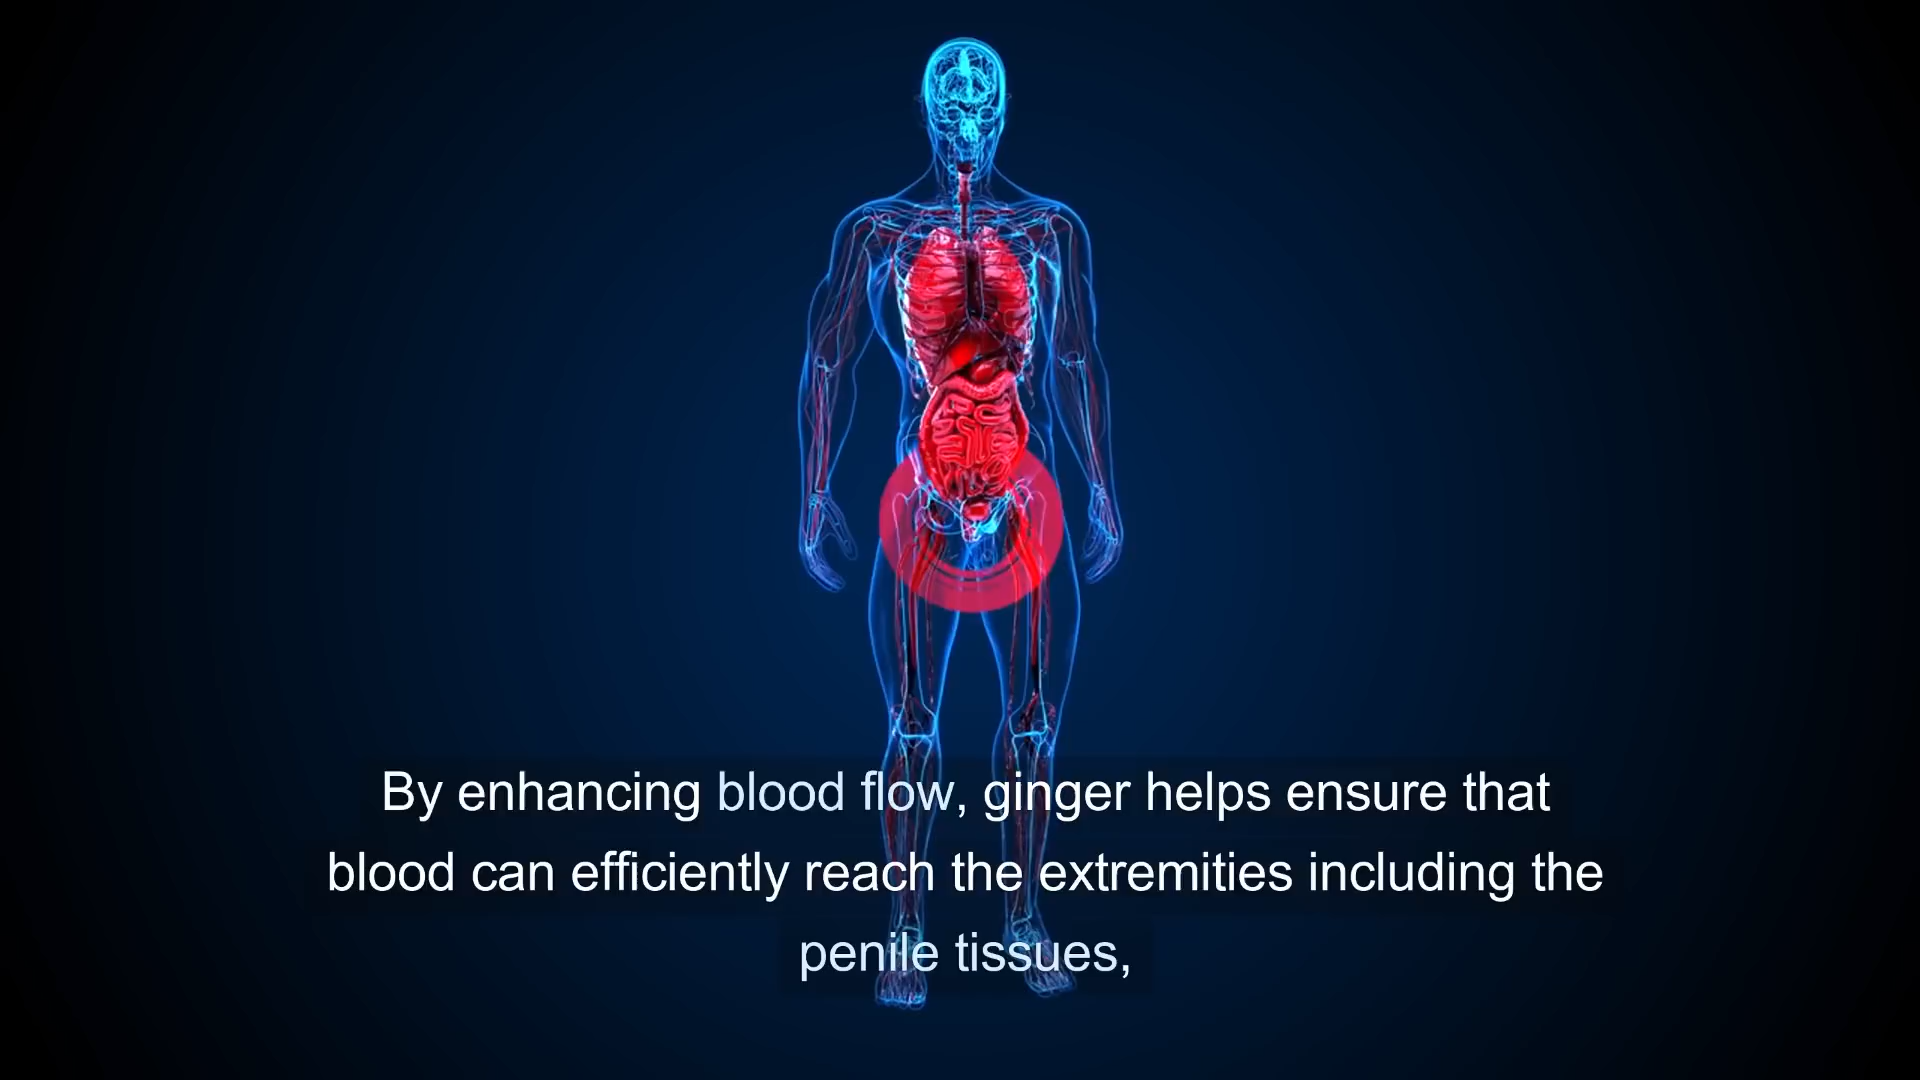 By enhancing blood flow, ginger helps ensure that
blood can efficiently reach the extremities including the
penile tissues,